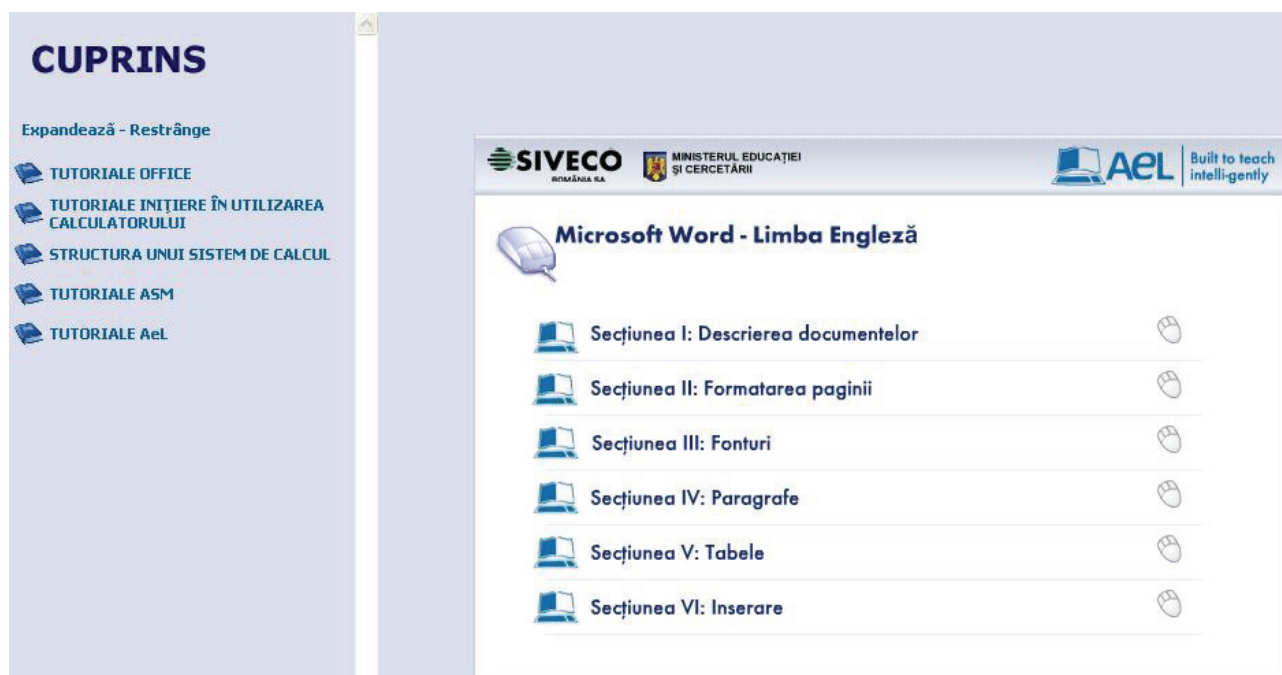 CUPRINS
Expandează - Restrânge
TUTORIALE OFFICE
TUTORIALE INIŢIERE ÎN UTILIZAREA
CALCULATORULUI
STRUCTURA UNUI SISTEM DE CALCUL
TUTORIALE ASM
TUTORIALE AeL
SIVECO
ROMÂNIA SA
MINISTERUL EDUCAȚIEI
ȘI CERCETĂRII
AeL
Built to teach
intelli-gently
Microsoft Word - Limba Engleză
Secțiunea I: Descrierea documentelor
Secțiunea II: Formatarea paginii
Secțiunea III: Fonturi
Secțiunea IV: Paragrafe
Secțiunea V: Tabele
Secțiunea VI: Inserare